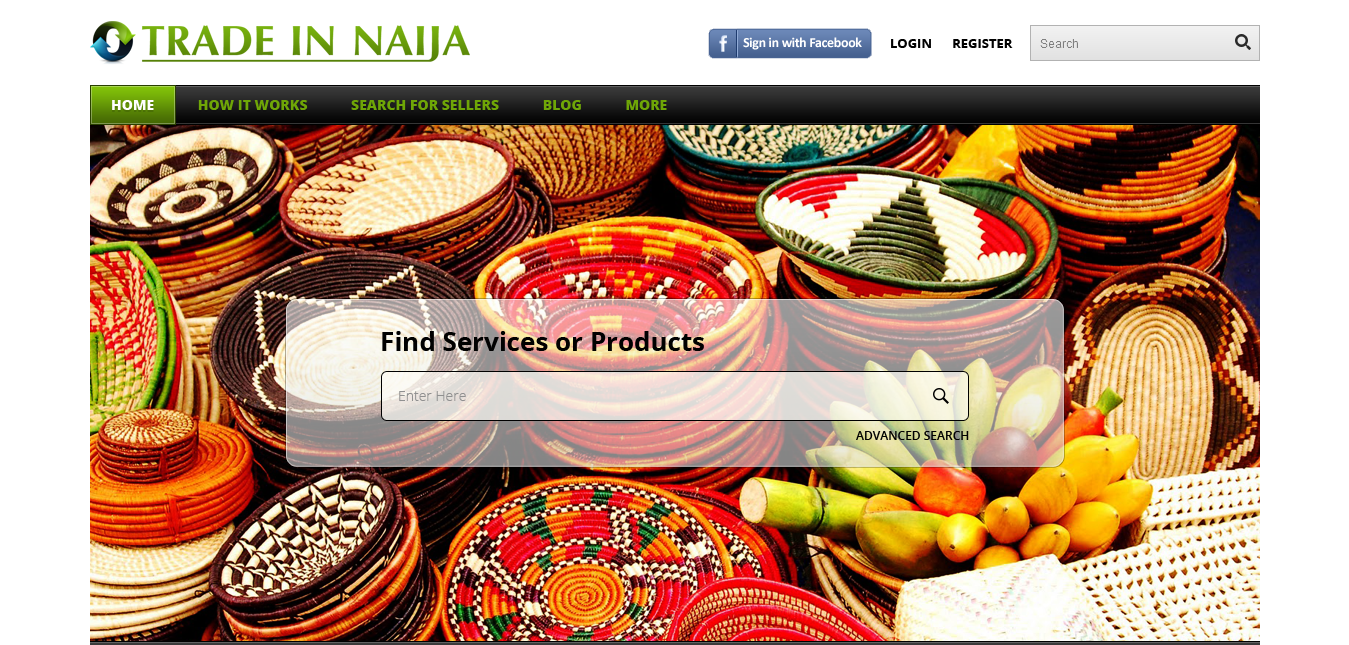 TRADE IN NAIJA
f Sign in with Facebook
LOGIN
REGISTER
Search
HOME
HOW IT WORKS
SEARCH FOR SELLERS
BLOG
MORE
Find Services or Products
Enter Here
ADVANCED SEARCH